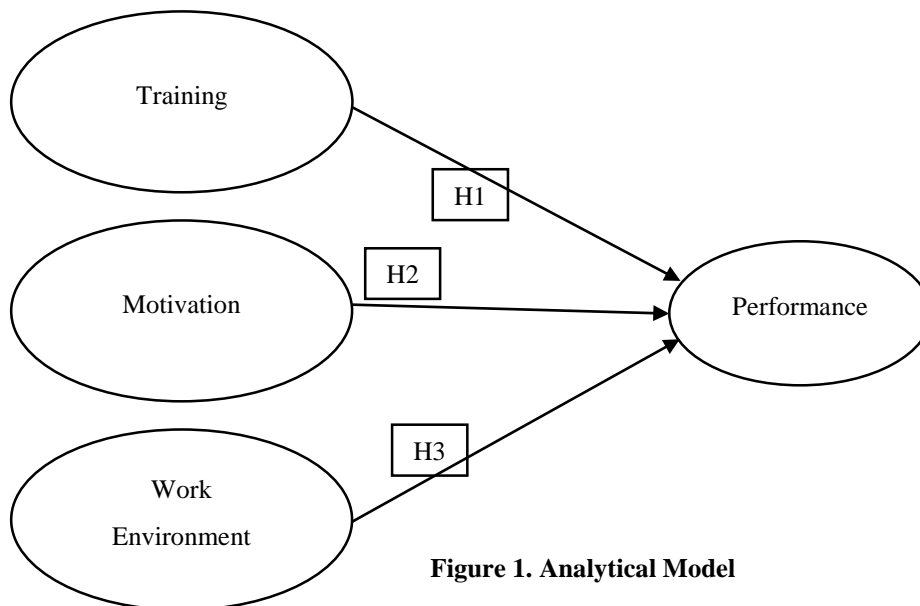 Training
H1
H2
Motivation
Performance
H3
Work
Environment
Figure 1. Analytical Model